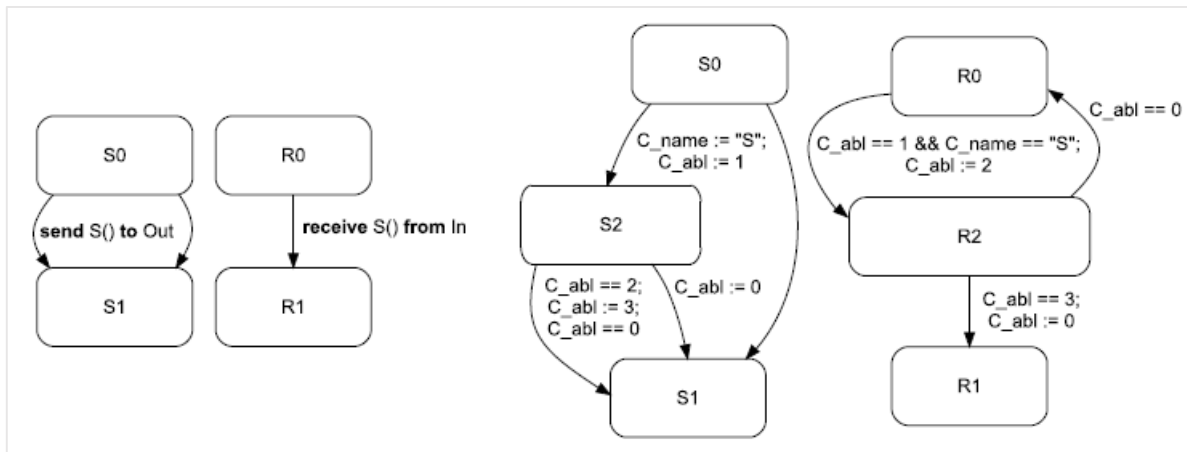 S0
send S() to Out
S1
R0
receive S() from In
R1
S0
C_name := "S";
C_abl := 1
S2
C_abl == 2;
C_abl := 3;
C_abl == 0
C_abl := 0
S1
R0
C_abl == 0
C_abl == 1 && C_name == "S";
C_abl := 2
R2
C_abl == 3;
C_abl := 0
R1